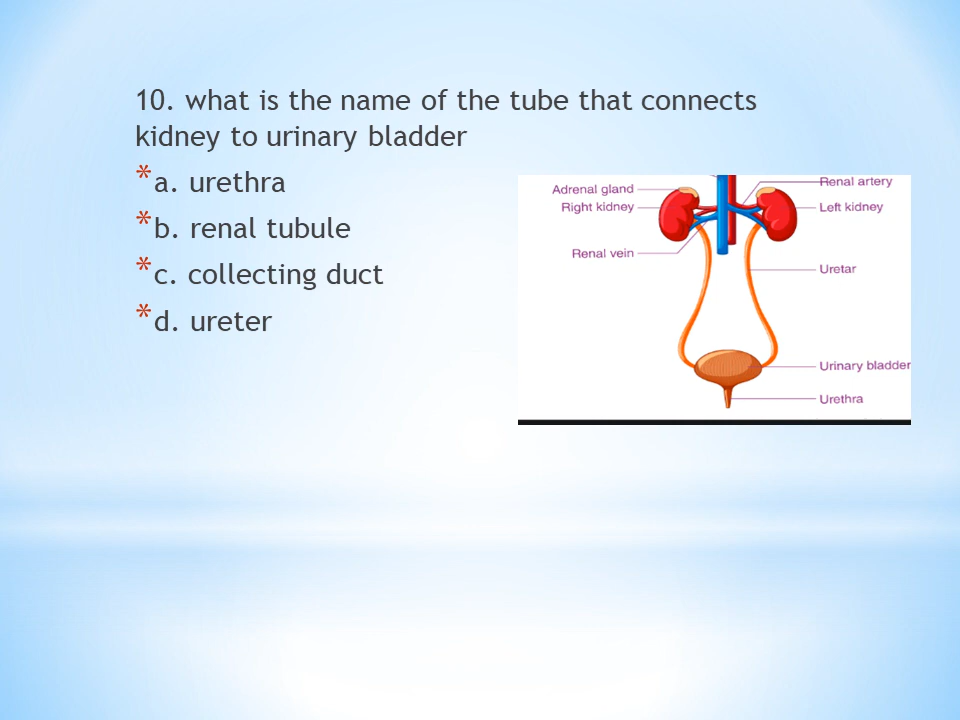 10. what is the name of the tube that connects
kidney to urinary bladder
* a. urethra
* b. renal tubule
* c. collecting duct
* d. ureter
Adrenal gland
Right kidney
Renal vein
Renal artery
Left kidney
Uretar
Urinary bladder
Urethra